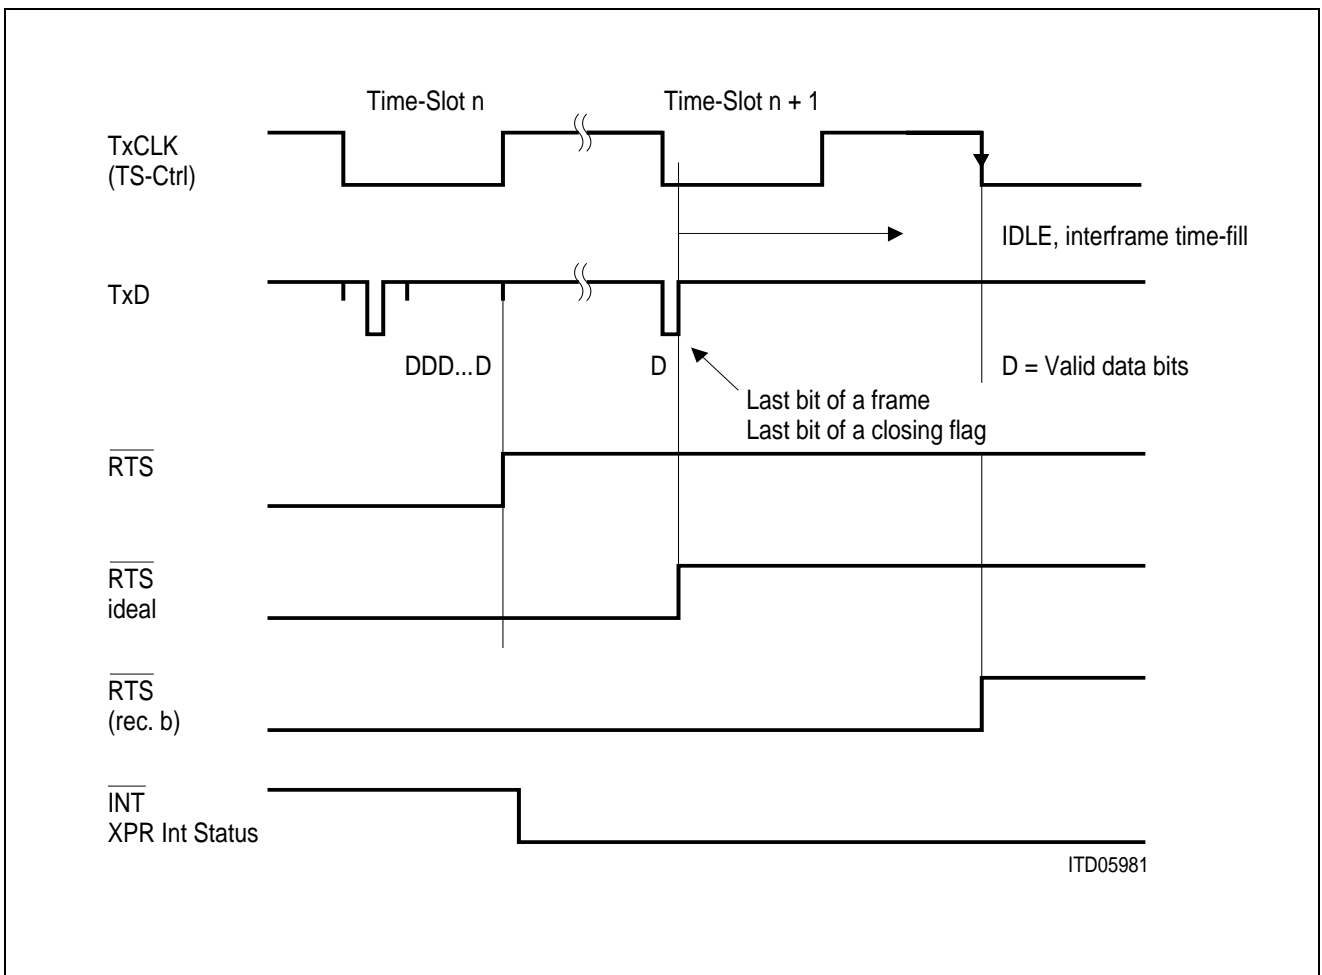 Time-Slot n Time-Slot n + 1
TxCLK
(TS-Ctrl)
IDLE, interframe time-fill
TxD
DDD...D D D = Valid data bits
Last bit of a frame
Last bit of a closing flag
RTS
RTS
ideal
RTS
(rec. b)
INT
XPR Int Status
ITD05981